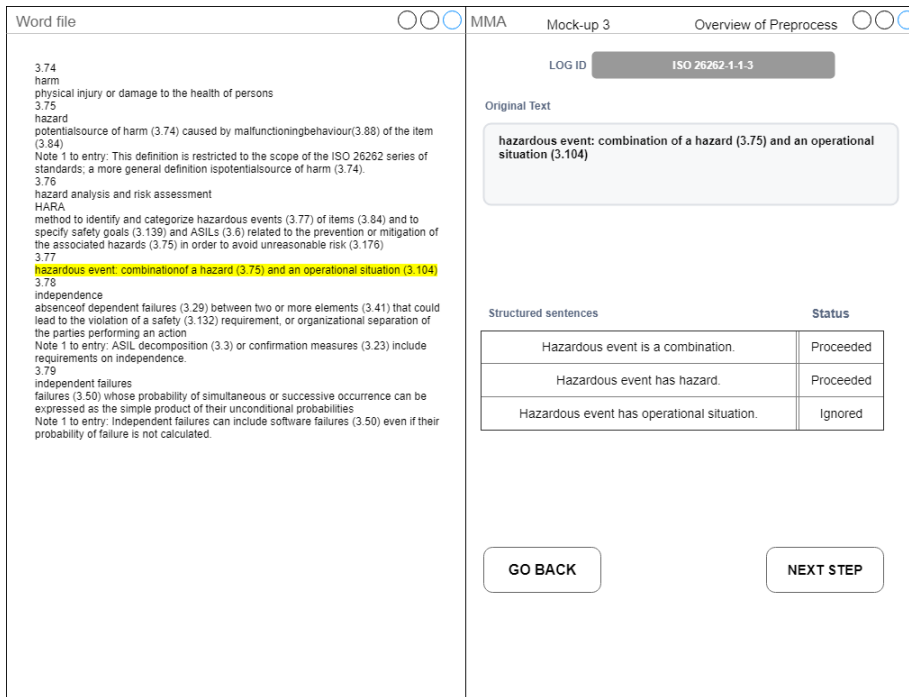 Word file
3.74
harm
physical injury or damage to the health of persons
3.75
hazard
potentialsource of harm (3.74) caused by malfunctioningbehaviour(3.88) of the item
(3.84)
Note 1 to entry: This definition is restricted to the scope of the ISO 26262 series of
standards; a more general definition ispotentialsource of harm (3.74).
3.76
hazard analysis and risk assessment
HARA
method to identify and categorize hazardous events (3.77) of items (3.84) and to
specify safety goals (3.139) and ASILs (3.6) related to the prevention or mitigation of
the associated hazards (3.75) in order to avoid unreasonable risk (3.176)
3.77
hazardous event: combinationof a hazard (3.75) and an operational situation (3.104)
3.78
independence
absenceof dependent failures (3.29) between two or more elements (3.41) that could
lead to the violation of a safety (3.132) requirement, or organizational separation of
the parties performing an action
Note 1 to entry: ASIL decomposition (3.3) or confirmation measures (3.23) include
requirements on independence.
3.79
independent failures
failures (3.50) whose probability of simultaneous or successive occurrence can be
expressed as the simple product of their unconditional probabilities
Note 1 to entry: Independent failures can include software failures (3.50) even if their
probability of failure is not calculated.
MMA Mock-up 3 Overview of Preprocess
LOG ID ISO 26262-1-1-3
Original Text
hazardous event: combination of a hazard (3.75) and an operational
situation (3.104)
Structured sentences Status
Hazardous event is a combination. Proceeded
Hazardous event has hazard. Proceeded
Hazardous event has operational situation. Ignored
GO BACK NEXT STEP